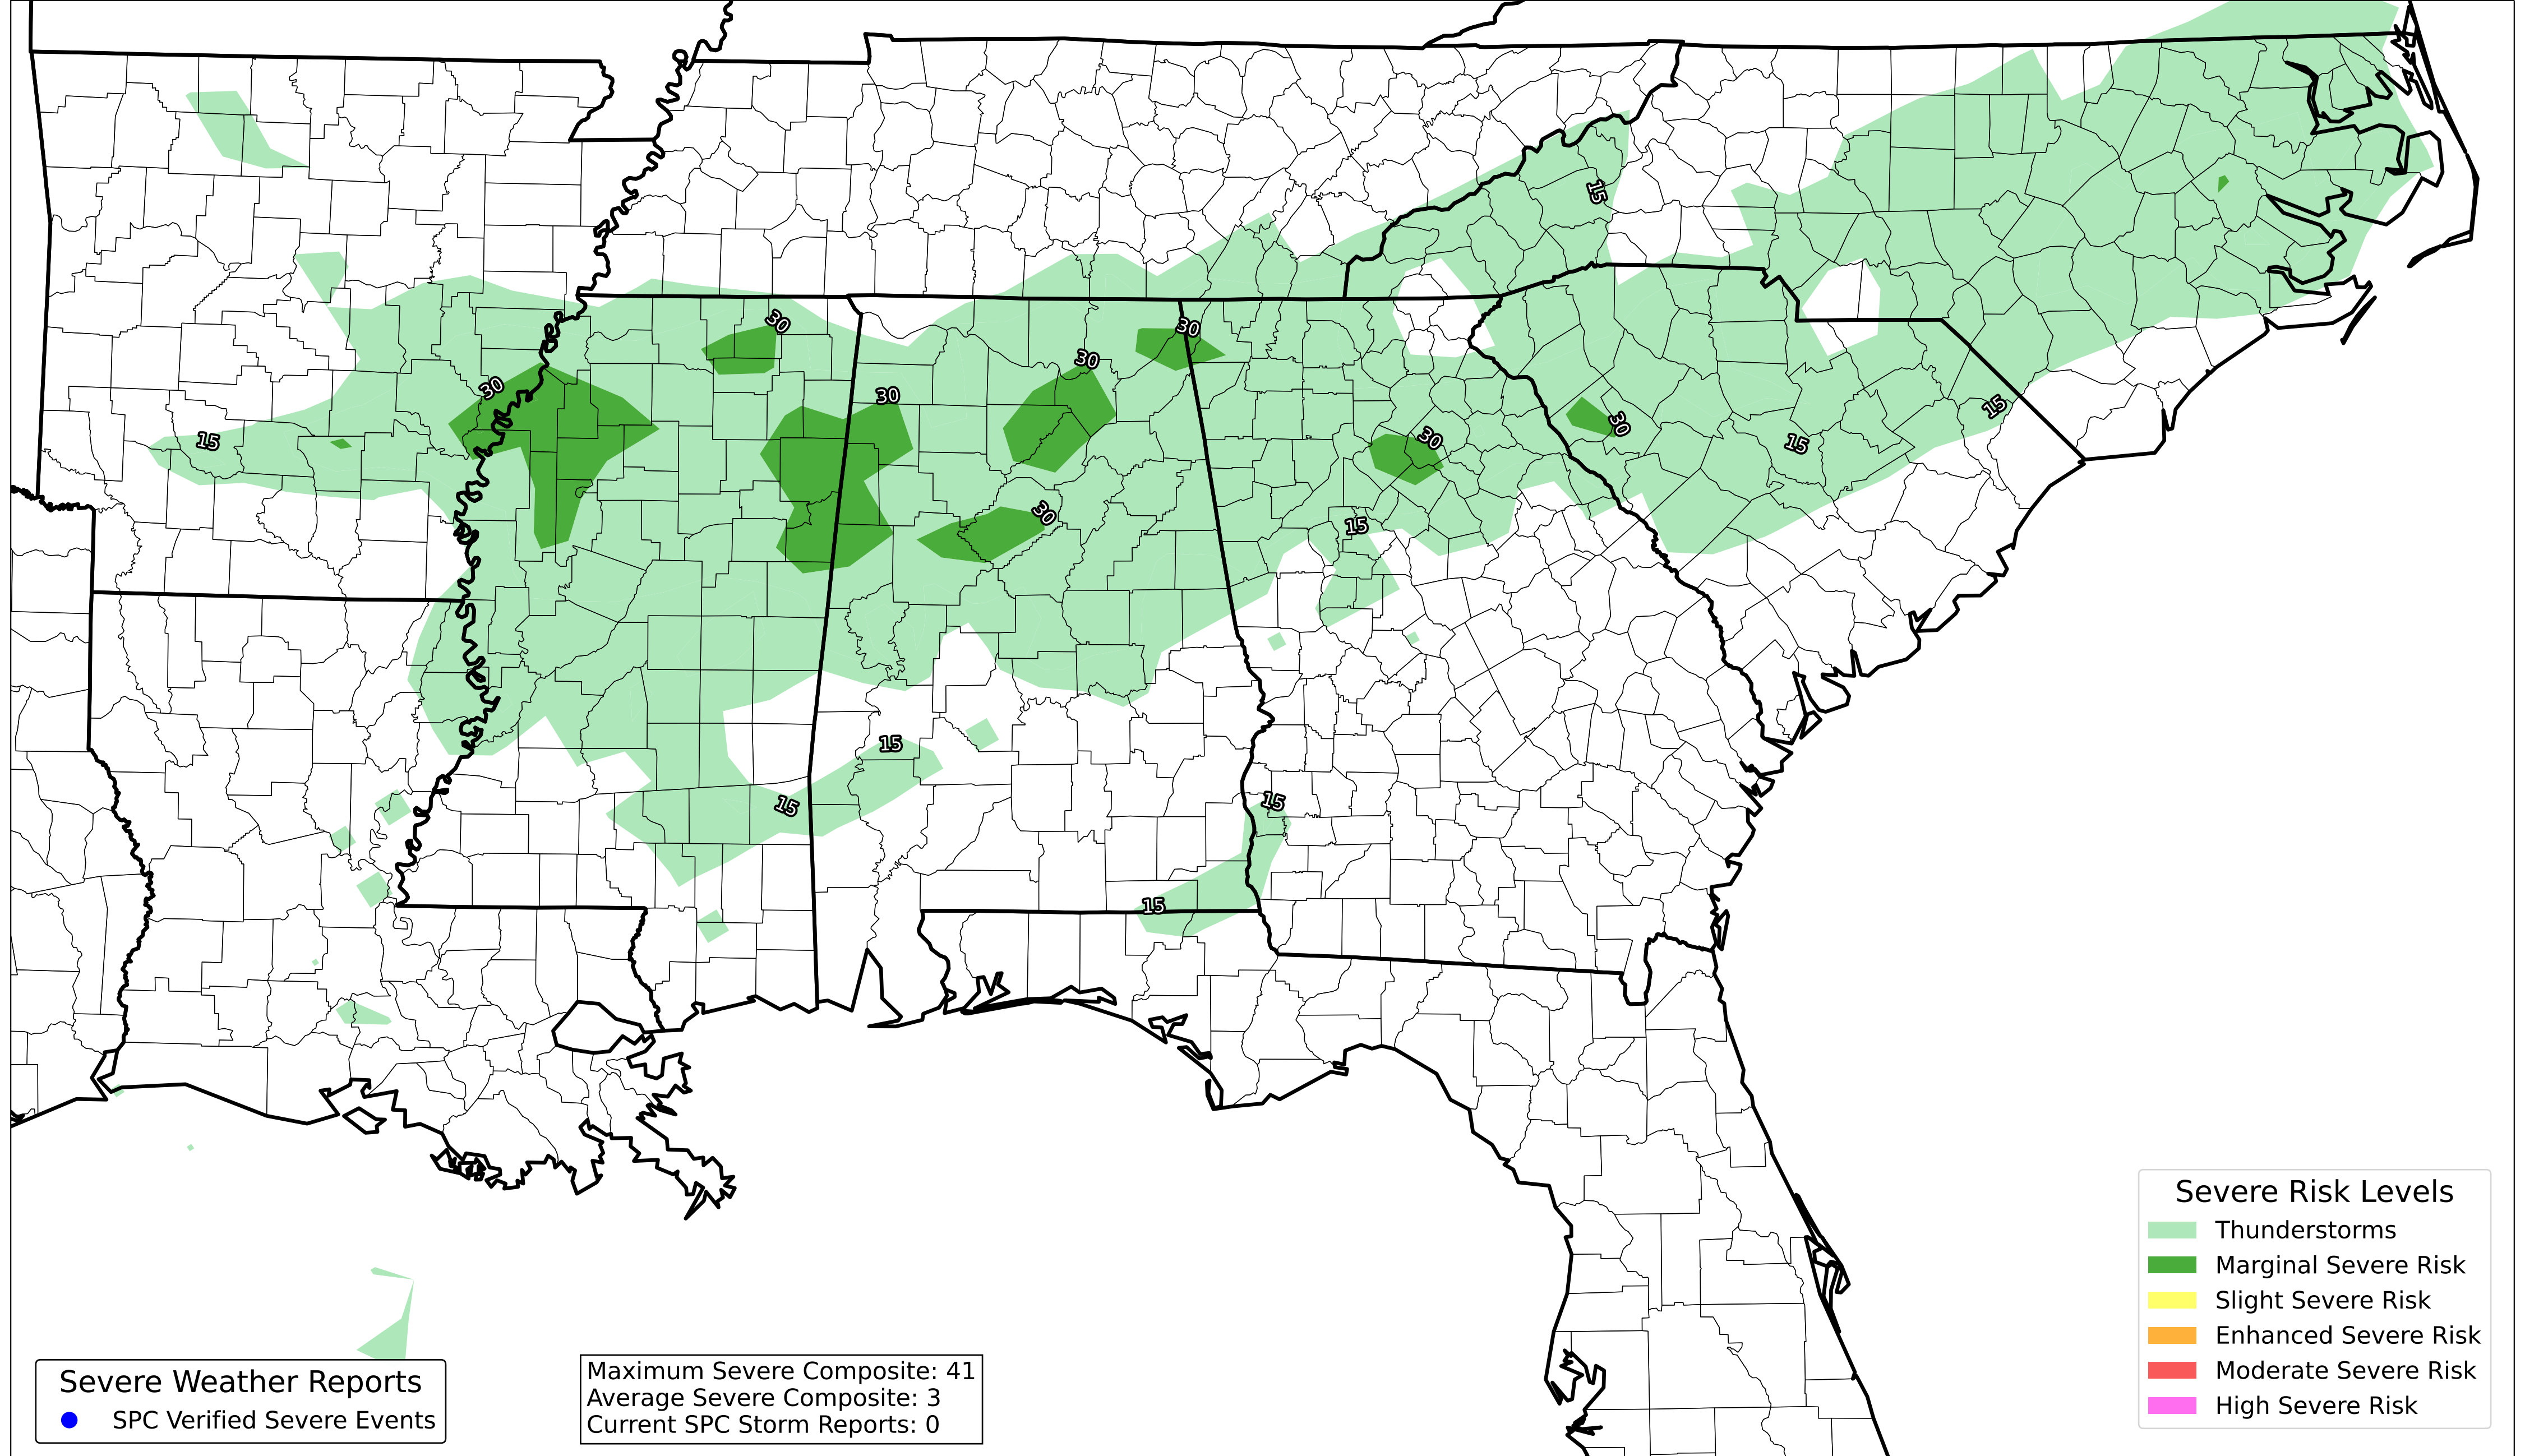 15
30
30
30
30
30
15
30
30
15
15
30
15
15
15
15
15
Severe Risk Levels
Thunderstorms
Marginal Severe Risk
Slight Severe Risk
Enhanced Severe Risk
Moderate Severe Risk
High Severe Risk
Severe Weather Reports
SPC Verified Severe Events
Maximum Severe Composite: 41
Average Severe Composite: 3
Current SPC Storm Reports: 0